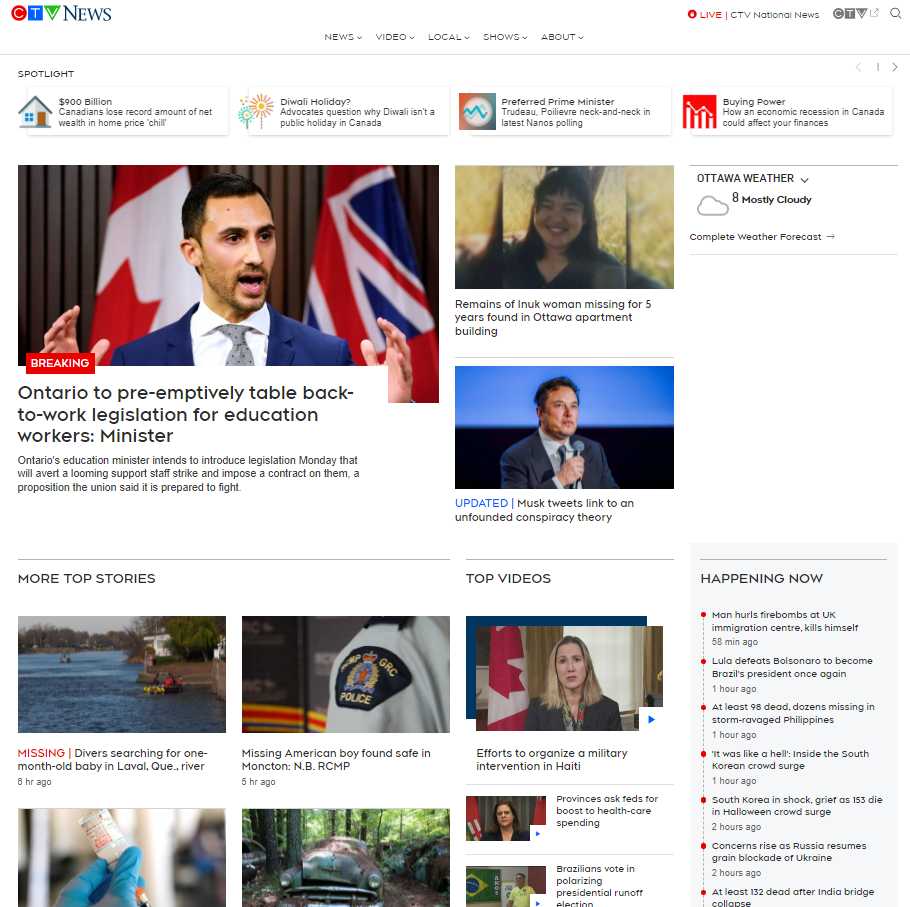 CTV NEWS
LIVE | CTV National News
CTV
NEWS
VIDEO
LOCAL
SHOWS
ABOUT
SPOTLIGHT
1
$900 Billion
Canadians lose record amount of net
wealth in home price 'chill'
Diwali Holiday?
Advocates question why Diwali isn't a
public holiday in Canada
Preferred Prime Minister
Trudeau, Poilievre neck-and-neck in
latest Nanos polling
Buying Power
How an economic recession in Canada
could affect your finances
BREAKING
Ontario to pre-emptively table back-
to-work legislation for education
workers: Minister
Ontario's education minister intends to introduce legislation Monday that
will avert a looming support staff strike and impose a contract on them, a
proposition the union said it is prepared to fight.
Remains of Inuk woman missing for 5
years found in Ottawa apartment
building
UPDATED | Musk tweets link to an
unfounded conspiracy theory
OTTAWA WEATHER
8 Mostly Cloudy
Complete Weather Forecast
MORE TOP STORIES
MISSING | Divers searching for one-
month-old baby in Laval, Que., river
6 hr ago
RCMP GRC
POLICE
Missing American boy found safe in
Moncton: N.B. RCMP
5 hr ago
TOP VIDEOS
Efforts to organize a military
intervention in Haiti
Provinces ask feds for
boost to health-care
spending
Brazilians vote in
polarizing
presidential runoff
election
HAPPENING NOW
Man hurls firebombs at UK
immigration centre, kills himself
58 min ago
Lula defeats Bolsonaro to become
Brazil's president once again
1 hour ago
At least 98 dead, dozens missing in
storm-ravaged Philippines
1 hour ago
'It was like a hell': Inside the South
Korean crowd surge
1 hour ago
South Korea in shock, grief as 153 die
in Halloween crowd surge
2 hours ago
Concerns rise as Russia resumes
grain blockade of Ukraine
2 hours ago
At least 132 dead after India bridge
collapse